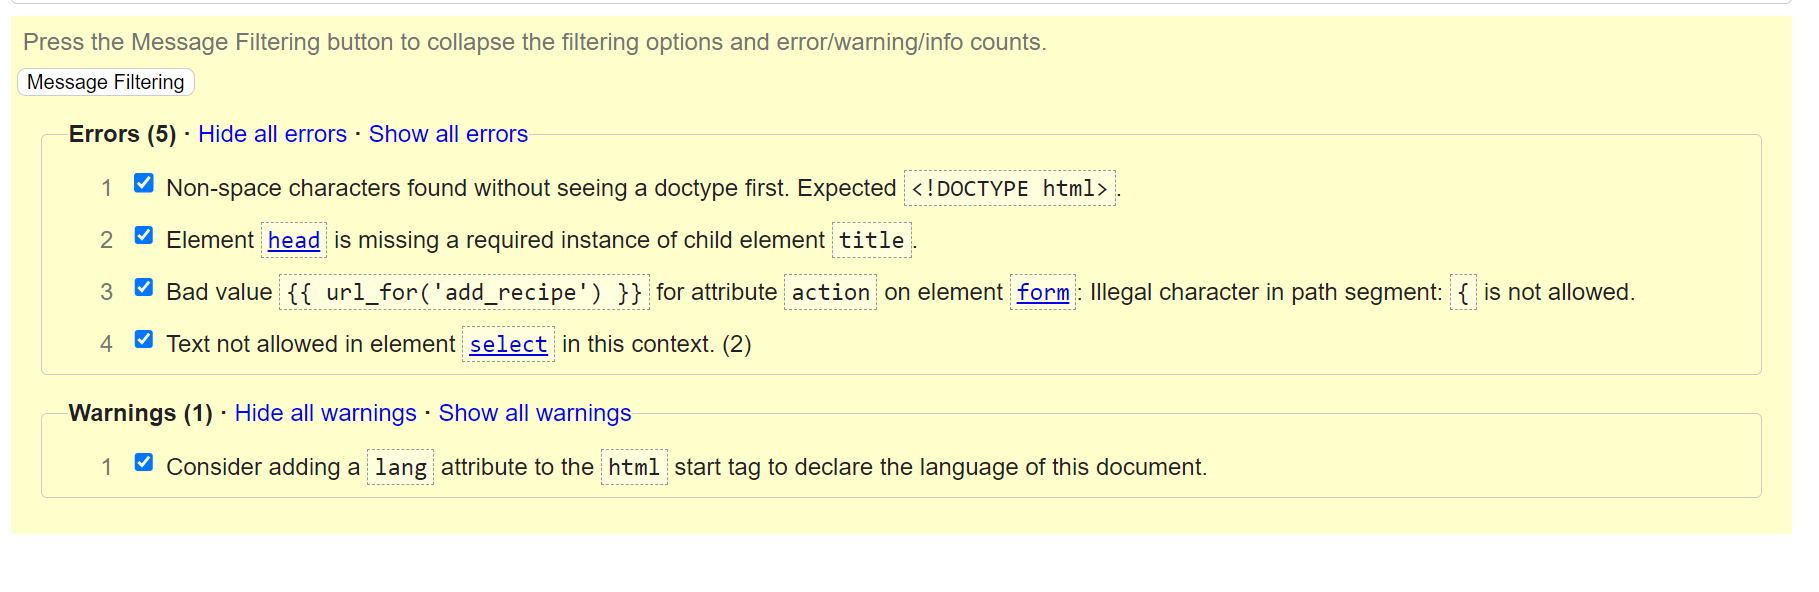 Press the Message Filtering button to collapse the filtering options and error/warning/info counts.
Message Filtering
Errors (5) · Hide all errors · Show all errors
1 Non-space characters found without seeing a doctype first. Expected <!DOCTYPE html>.
2 Element head is missing a required instance of child element title.
3 Bad value {{ url_for('add_recipe') }} for attribute action on element form: Illegal character in path segment: { is not allowed.
4 Text not allowed in element select in this context. (2)
Warnings (1) · Hide all warnings · Show all warnings
1 Consider adding a lang attribute to the html start tag to declare the language of this document.